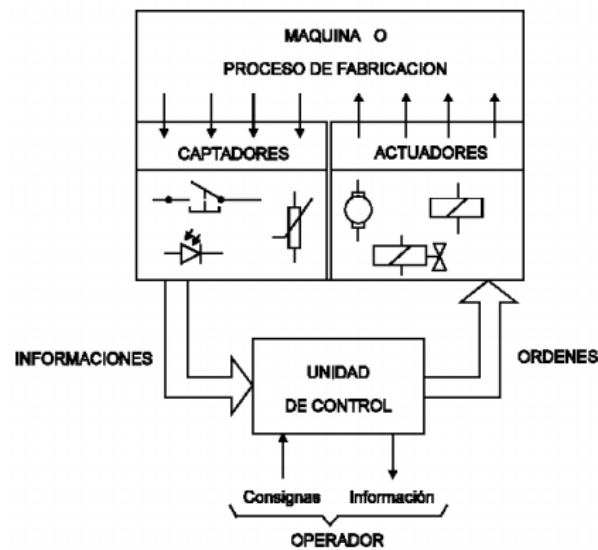 MAQUINA O
PROCESO DE FABRICACION
CAPTADORES
ACTUADORES
INFORMACIONES
ORDENES
UNIDAD
DE CONTROL
Consignas
Información
OPERADOR